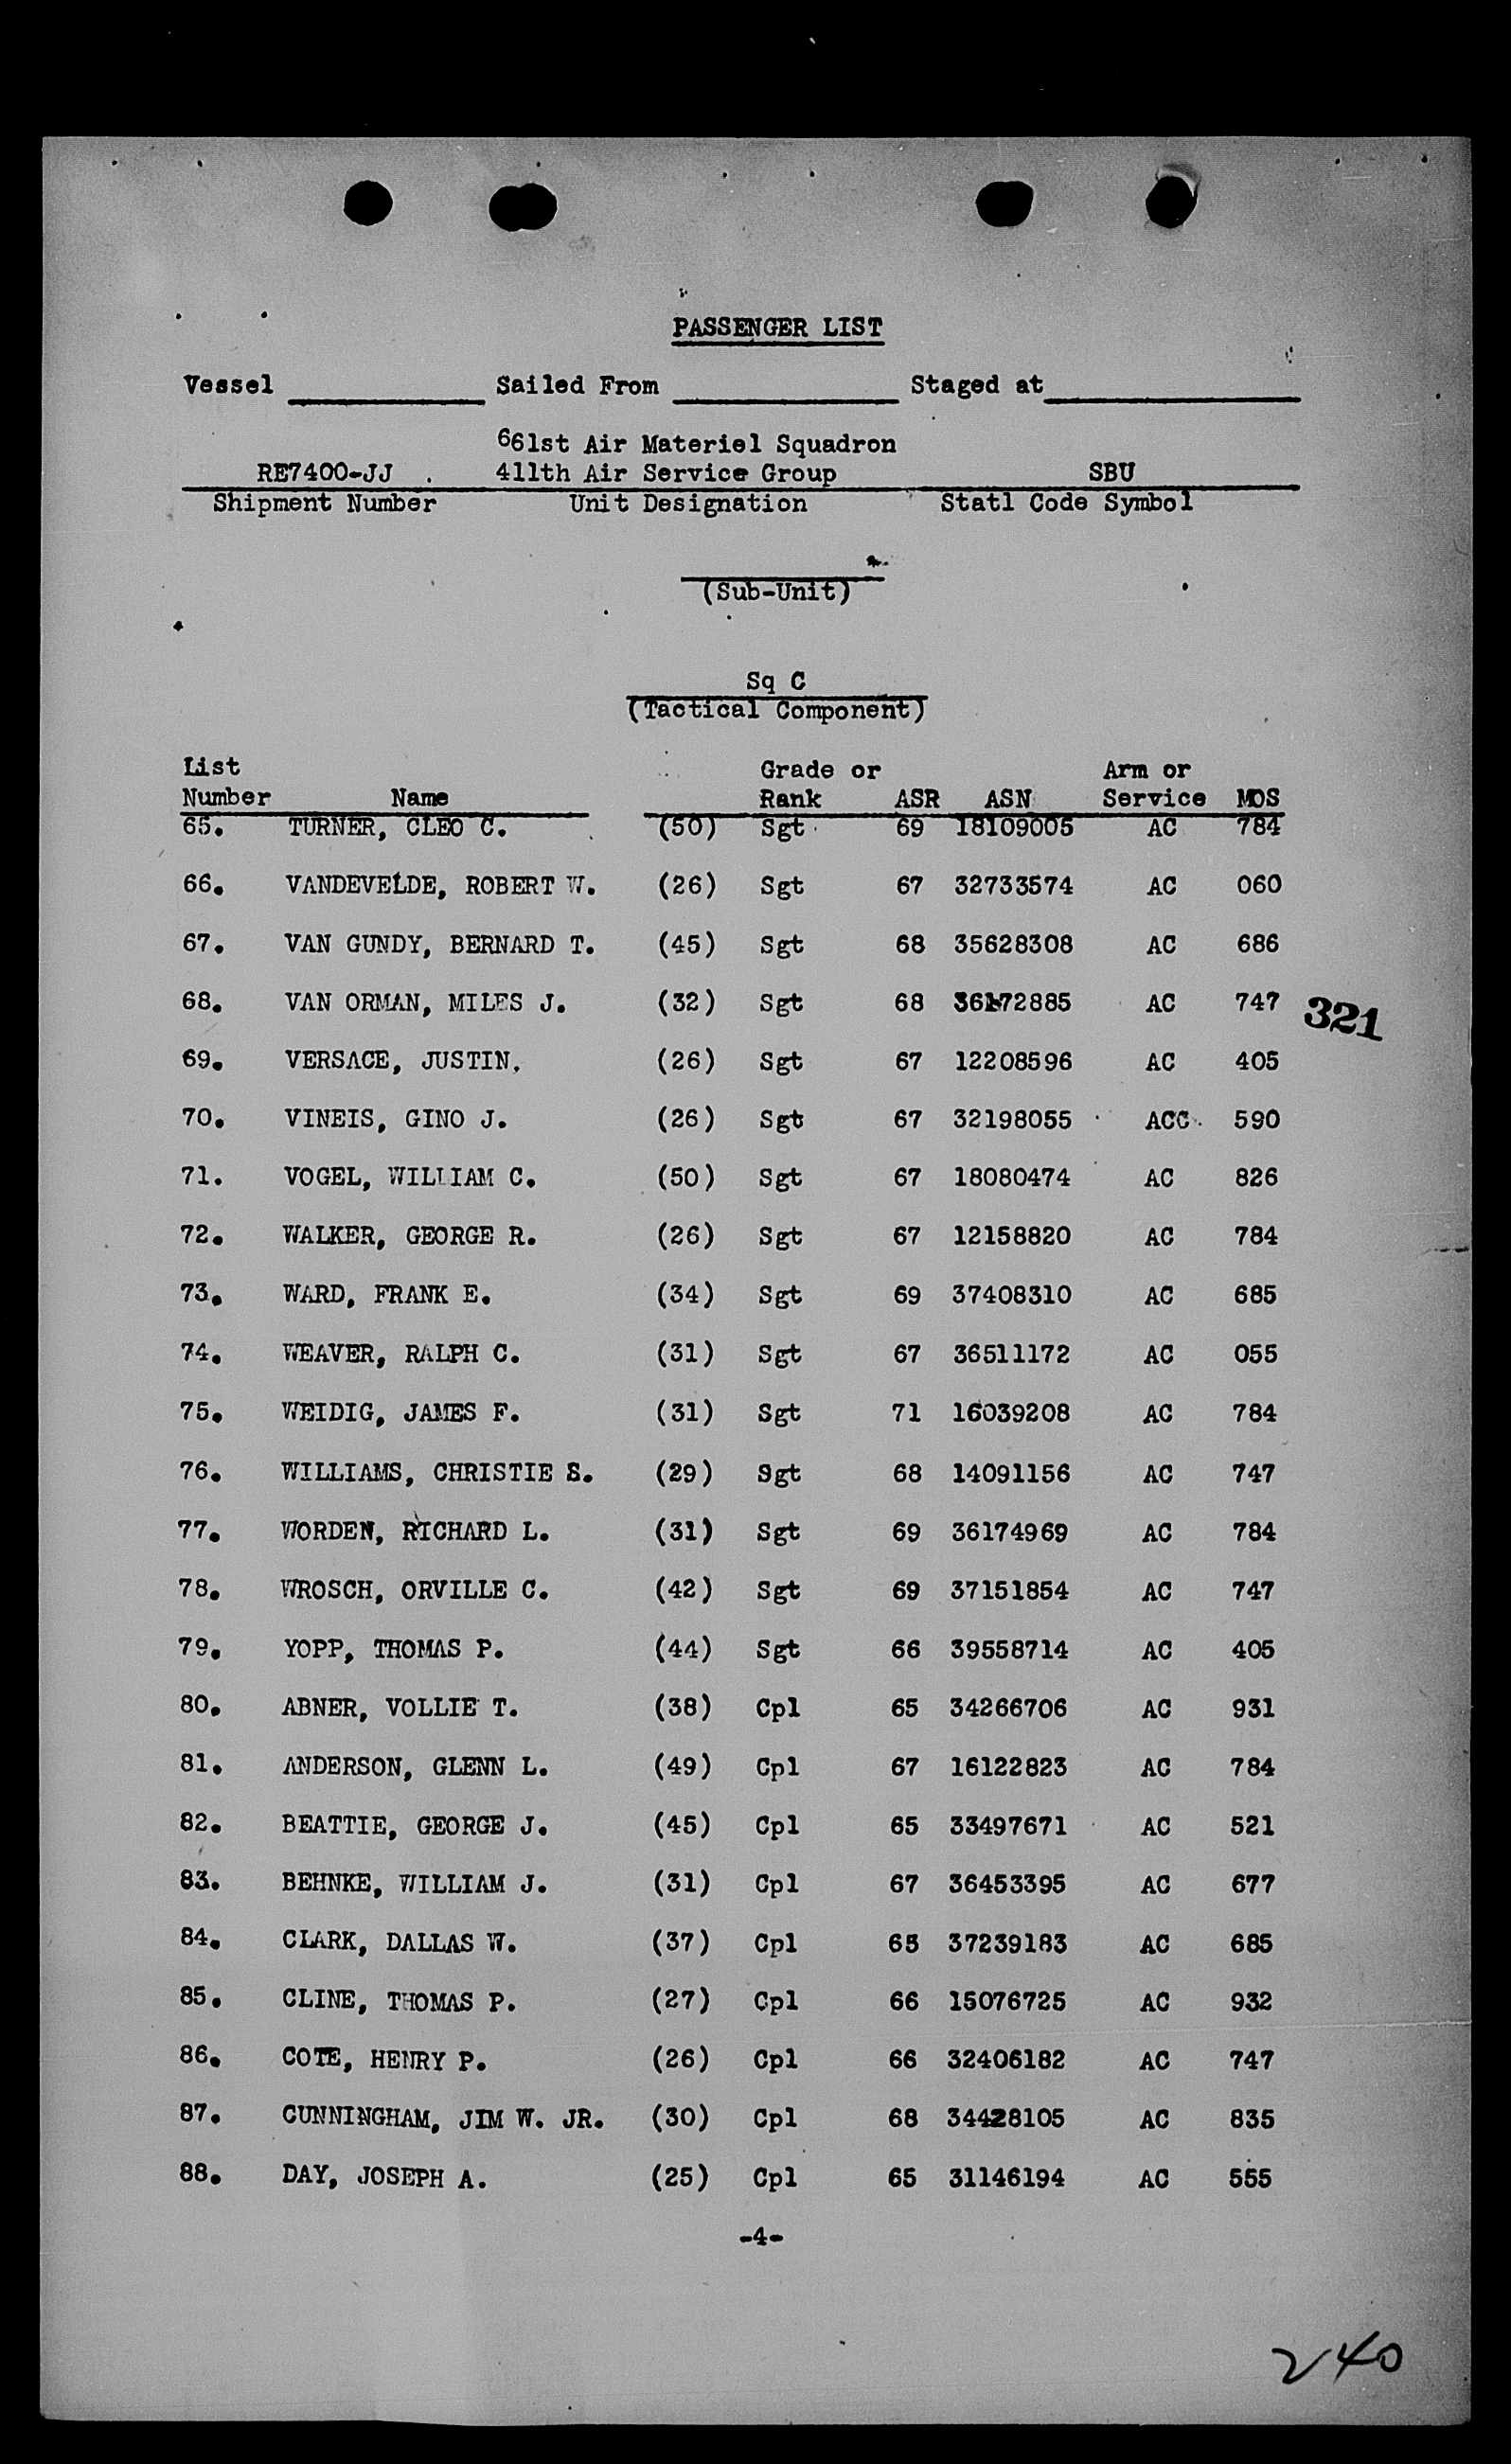 PASSENGER LIST
Vessel Sailed From Staged at
661st Air Materiel Squadron
RE7400-JJ 411th Air Service Group SBU
Shipment Number Unit Designation Statl Code Symbol
(Sub-Unit)
Sq C
(Tactical Component)
List Grade or Arm or
Number Name Rank ASR ASN Service MOS
65. TURNER, CLEO C. (50) Sgt 69 18109005 AC 784
66. VANDEVELDE, ROBERT W. (26) Sgt 67 32733574 AC 060
67. VAN GUNDY, BERNARD T. (45) Sgt 68 35628308 AC 686
68. VAN ORMAN, MILES J. (32) Sgt 68 36172885 AC 747
321
69. VERSACE, JUSTIN. (26) Sgt 67 12208596 AC 405
70. VINEIS, GINO J. (26) Sgt 67 32198055 ACC 590
71. VOGEL, WILLIAM C. (50) Sgt 67 18080474 AC 826
72. WALKER, GEORGE R. (26) Sgt 67 12158820 AC 784
73. WARD, FRANK E. (34) Sgt 69 37408310 AC 685
74. WEAVER, RALPH C. (31) Sgt 67 36511172 AC 055
75. WEIDIG, JAMES F. (31) Sgt 71 16039208 AC 784
76. WILLIAMS, CHRISTIE S. (29) Sgt 68 14091156 AC 747
77. WORDEN, RICHARD L. (31) Sgt 69 36174969 AC 784
78. WROSCH, ORVILLE C. (42) Sgt 69 37151854 AC 747
79. YOPP, THOMAS P. (44) Sgt 66 39558714 AC 405
80. ABNER, VOLLIE T. (38) Cpl 65 34266706 AC 931
81. ANDERSON, GLENN L. (49) Cpl 67 16122823 AC 784
82. BEATTIE, GEORGE J. (45) Cpl 65 33497671 AC 521
83. BEHNKE, WILLIAM J. (31) Cpl 67 36453395 AC 677
84. CLARK, DALLAS W. (37) Cpl 65 37239183 AC 685
85. CLINE, THOMAS P. (27) Cpl 66 15076725 AC 932
86. COTE, HENRY P. (26) Cpl 66 32406182 AC 747
87. CUNNINGHAM, JIM W. JR. (30) Cpl 68 34428105 AC 835
88. DAY, JOSEPH A. (25) Cpl 65 31146194 AC 555
-4-
240